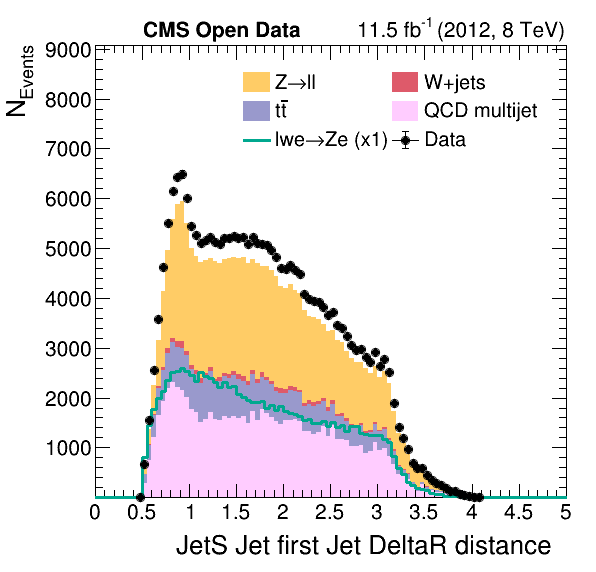 CMS Open Data 11.5 fb⁻¹ (2012, 8 TeV)
N_Events
Z→ll W+jets
tt̄ QCD multijet
lwe→Ze (x1) Data
9000
8000
7000
6000
5000
4000
3000
2000
1000
0 0.5 1 1.5 2 2.5 3 3.5 4 4.5 5
JetS Jet first Jet DeltaR distance